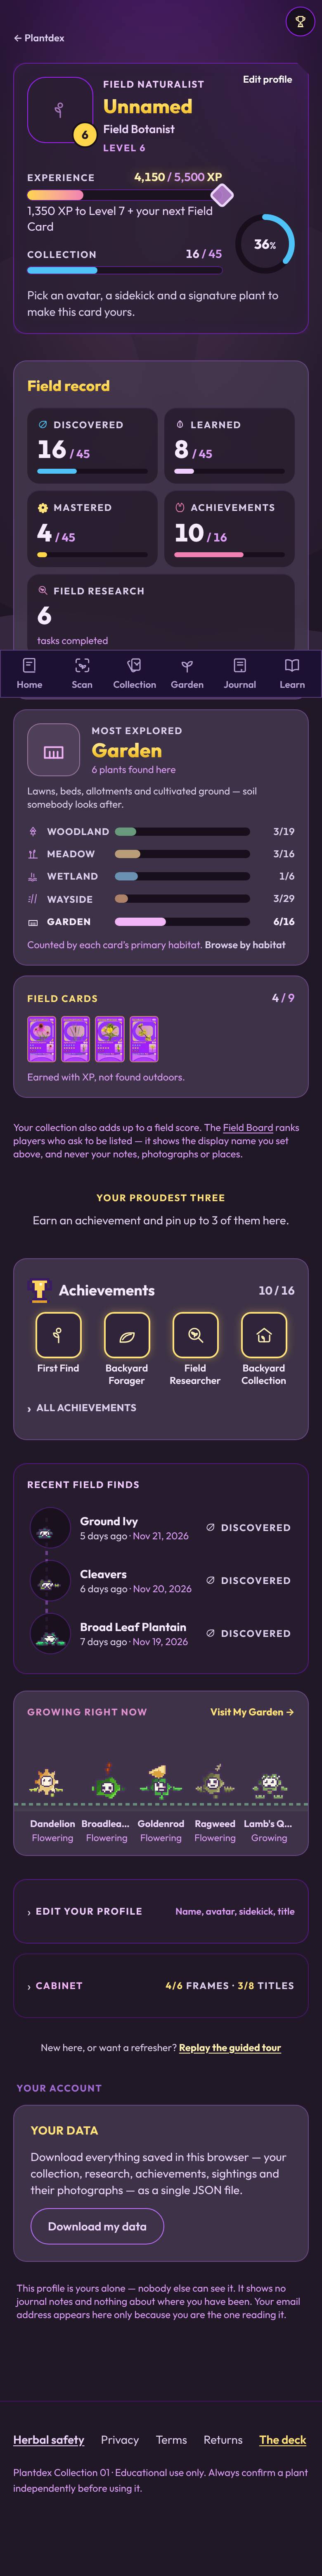 ← Plantdex
FIELD NATURALIST
Edit profile
Unnamed
Field Botanist
LEVEL 6
6
EXPERIENCE 4,150 / 5,500 XP
1,350 XP to Level 7 + your next Field
Card
36%
COLLECTION 16 / 45
Pick an avatar, a sidekick and a signature plant to
make this card yours.
Field record
DISCOVERED
16 / 45
LEARNED
8 / 45
MASTERED
4 / 45
ACHIEVEMENTS
10 / 16
FIELD RESEARCH
6
tasks completed
Home Scan Collection Garden Journal Learn
MOST EXPLORED
Garden
6 plants found here
Lawns, beds, allotments and cultivated ground — soil
somebody looks after.
WOODLAND 3/19
MEADOW 3/16
WETLAND 1/6
WAYSIDE 3/29
GARDEN 6/16
Counted by each card's primary habitat. Browse by habitat
FIELD CARDS 4 / 9
Earned with XP, not found outdoors.
Your collection also adds up to a field score. The Field Board ranks
players who ask to be listed — it shows the display name you set
above, and never your notes, photographs or places.
YOUR PROUDEST THREE
Earn an achievement and pin up to 3 of them here.
Achievements 10 / 16
First Find
Backyard
Forager
Field
Researcher
Backyard
Collection
› ALL ACHIEVEMENTS
RECENT FIELD FINDS
Ground Ivy
5 days ago · Nov 21, 2026
DISCOVERED
Cleavers
6 days ago · Nov 20, 2026
DISCOVERED
Broad Leaf Plantain
7 days ago · Nov 19, 2026
DISCOVERED
GROWING RIGHT NOW Visit My Garden →
Dandelion Broadlea... Goldenrod Ragweed Lamb's Q...
Flowering Flowering Flowering Flowering Growing
› EDIT YOUR PROFILE Name, avatar, sidekick, title
› CABINET 4/6 FRAMES · 3/8 TITLES
New here, or want a refresher? Replay the guided tour
YOUR ACCOUNT
YOUR DATA
Download everything saved in this browser — your
collection, research, achievements, sightings and
their photographs — as a single JSON file.
Download my data
This profile is yours alone — nobody else can see it. It shows no
journal notes and nothing about where you have been. Your email
address appears here only because you are the one reading it.
Herbal safety Privacy Terms Returns The deck
Plantdex Collection 01 · Educational use only. Always confirm a plant
independently before using it.